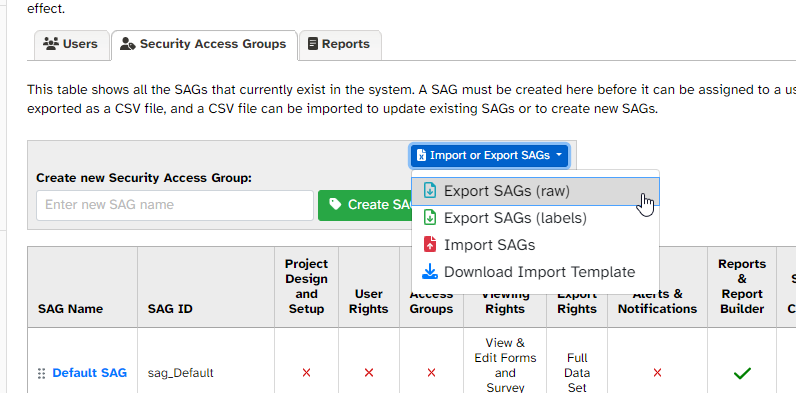 effect.
Users
Security Access Groups
Reports
This table shows all the SAGs that currently exist in the system. A SAG must be created here before it can be assigned to a
exported as a CSV file, and a CSV file can be imported to update existing SAGs or to create new SAGs.
Import or Export SAGs
Create new Security Access Group:
Enter new SAG name
Create
Export SAGs (raw)
Export SAGs (labels)
Import SAGs
Download Import Template
SAG Name
SAG ID
Project
Design
and
Setup
User
Rights
Access
Groups
Viewing
Rights
Export
Rights
Alerts &
Notifications
Reports
&
Report
Builder
Default SAG
sag_Default
View &
Edit Forms
and
Survey
Full
Data
Set